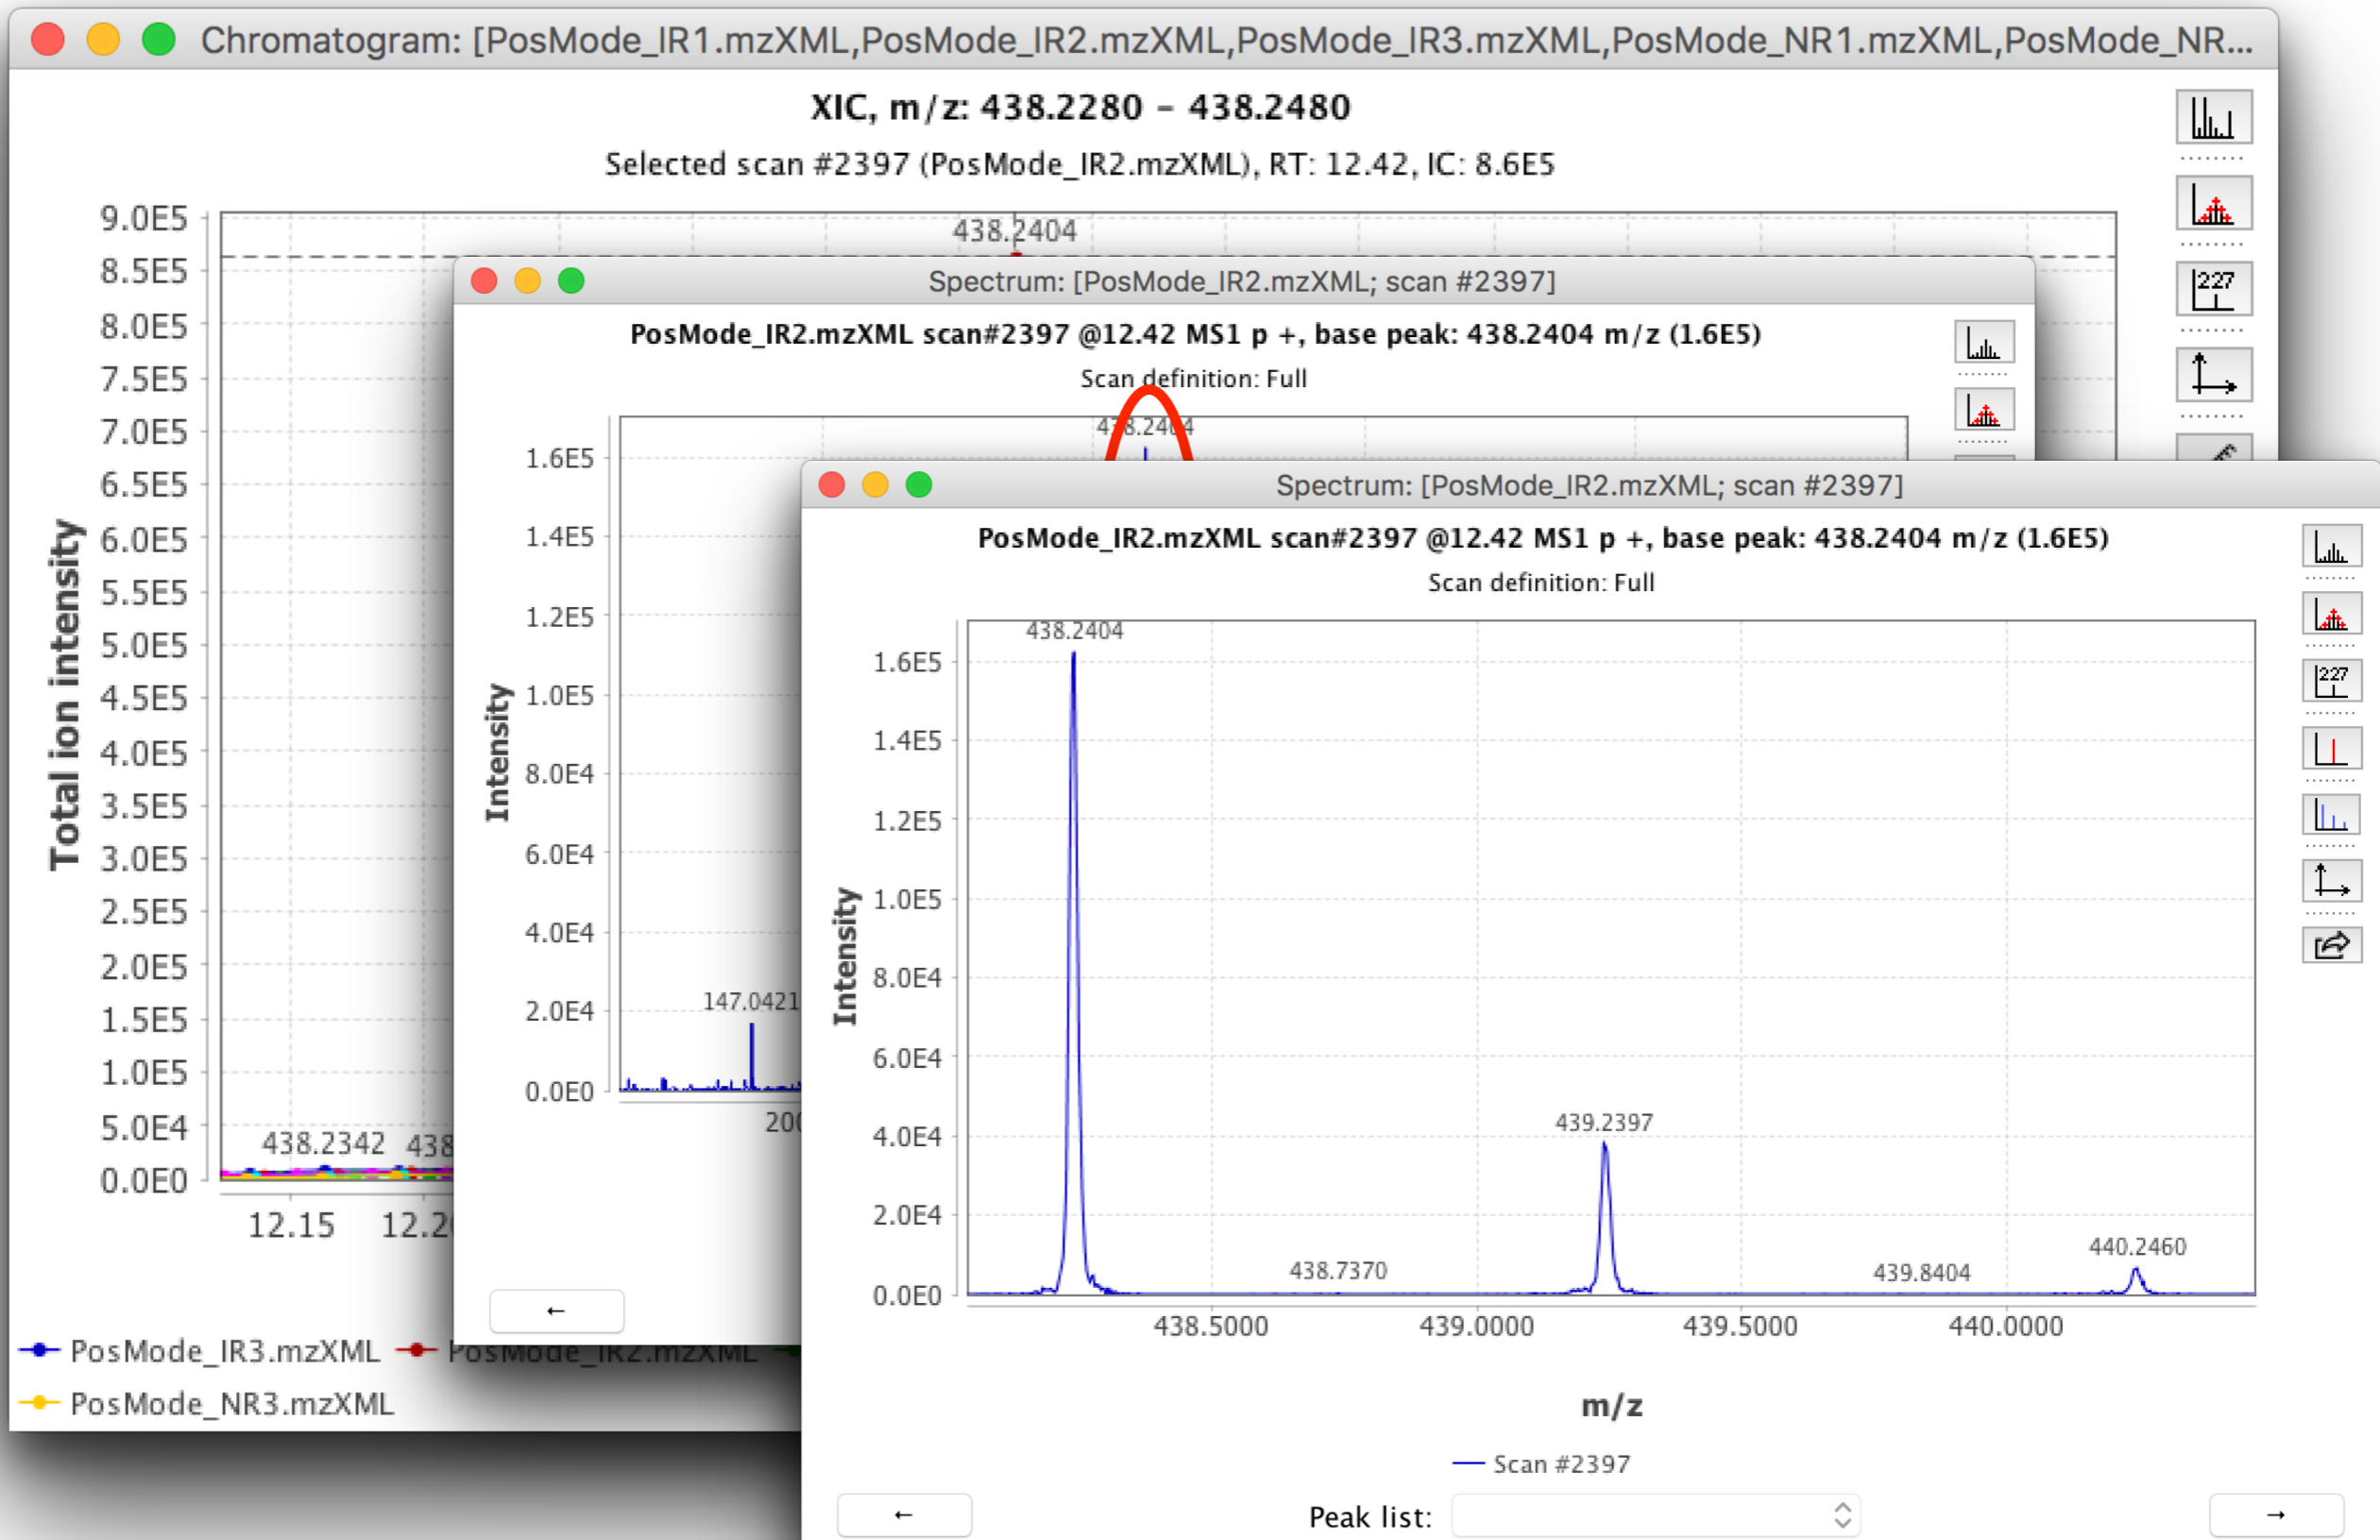 Chromatogram: [PosMode_IR1.mzXML,PosMode_IR2.mzXML,PosMode_IR3.mzXML,PosMode_NR1.mzXML,PosMode_NR...
XIC, m/z: 438.2280 - 438.2480
Selected scan #2397 (PosMode_IR2.mzXML), RT: 12.42, IC: 8.6E5
9.0E5
8.5E5
8.0E5
7.5E5
7.0E5
6.5E5
6.0E5
5.5E5
5.0E5
4.5E5
4.0E5
3.5E5
3.0E5
2.5E5
2.0E5
1.5E5
1.0E5
5.0E4
0.0E0
Total ion intensity
438.2404
438.2342
438
12.15
12.20
227
PosMode_IR3.mzXML
PosMode_IR2.mzXML
PosMode_NR3.mzXML
Spectrum: [PosMode_IR2.mzXML; scan #2397]
PosMode_IR2.mzXML scan#2397 @12.42 MS1 p +, base peak: 438.2404 m/z (1.6E5)
Scan definition: Full
438.2404
1.6E5
1.4E5
1.2E5
1.0E5
8.0E4
6.0E4
4.0E4
2.0E4
0.0E0
Intensity
147.0421
200
←
Spectrum: [PosMode_IR2.mzXML; scan #2397]
PosMode_IR2.mzXML scan#2397 @12.42 MS1 p +, base peak: 438.2404 m/z (1.6E5)
Scan definition: Full
1.6E5
1.4E5
1.2E5
1.0E5
8.0E4
6.0E4
4.0E4
2.0E4
0.0E0
Intensity
438.2404
438.7370
439.2397
439.8404
440.2460
438.5000
439.0000
439.5000
440.0000
m/z
227
Scan #2397
←
Peak list:
→